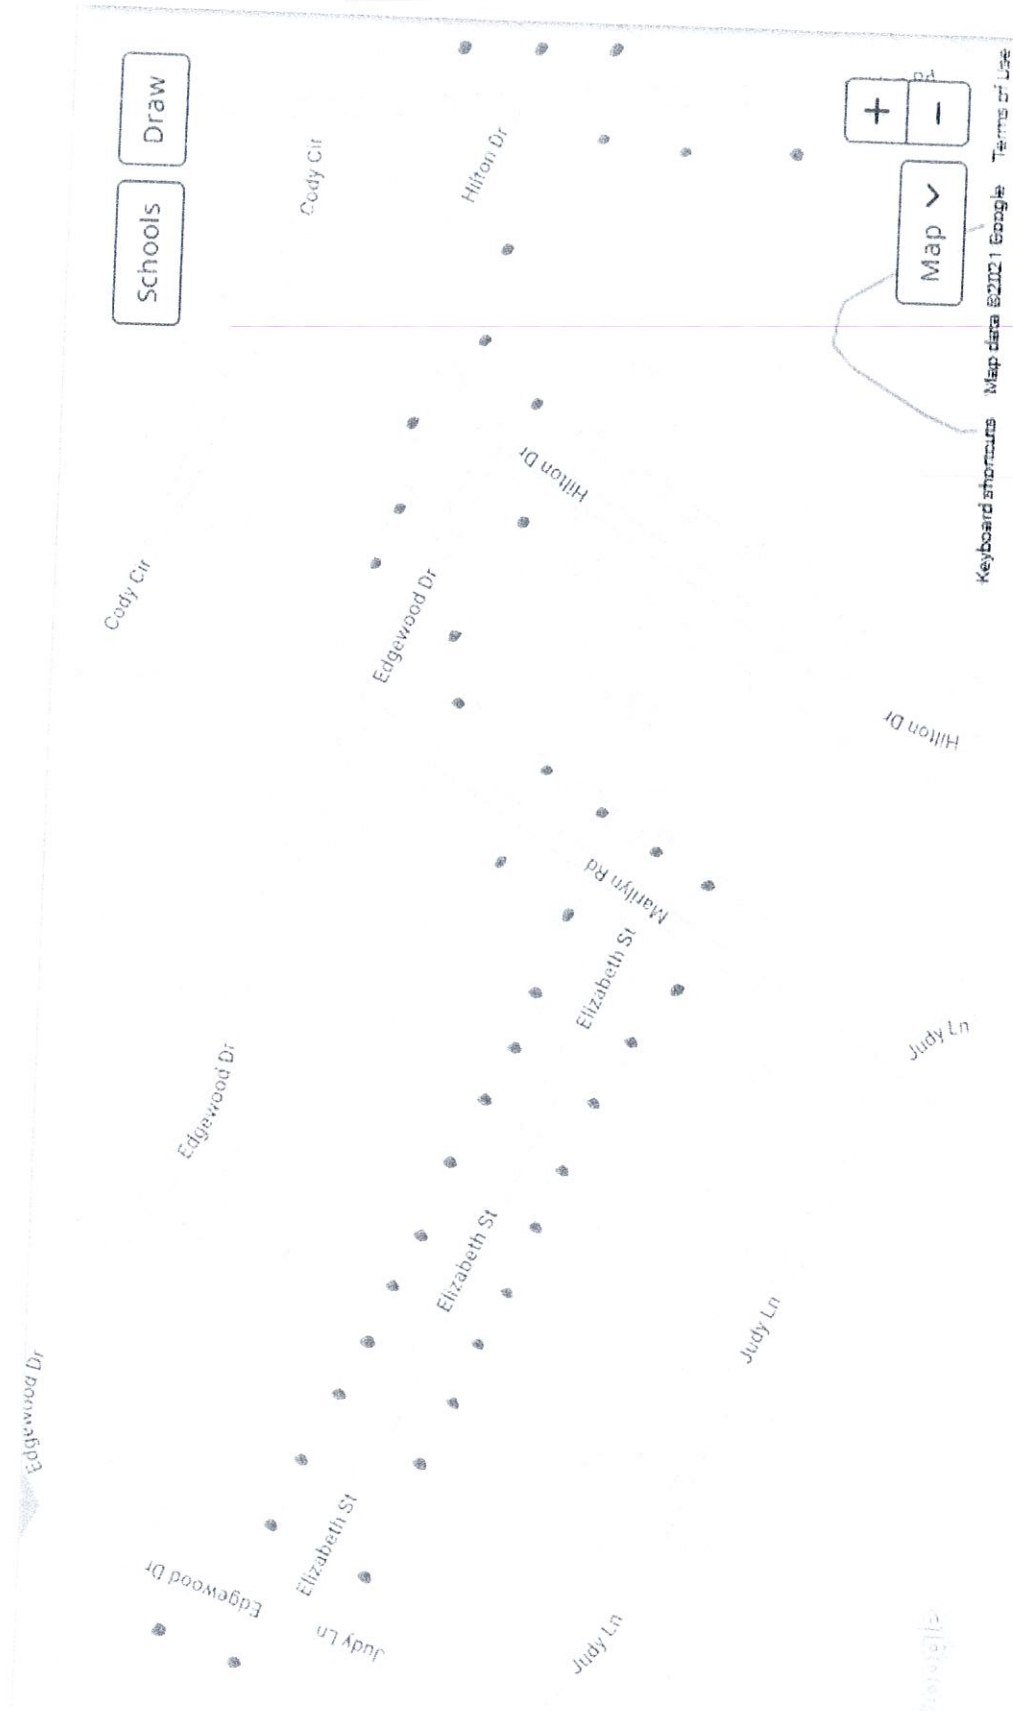 Schools
Draw
Cody Cir
Hilton Dr
Cody Cir
Hilton Dr
Edgewood Dr
Hilton Dr
Marilyn Rd
Elizabeth St
Judy Ln
Edgewood Dr
Elizabeth St
Judy Ln
Edgewood Dr
Elizabeth St
Edgewood Dr
Judy Ln
Judy Ln
Rd
+
−
Map
Keyboard shortcuts Map data ©2021 Google Terms of Use